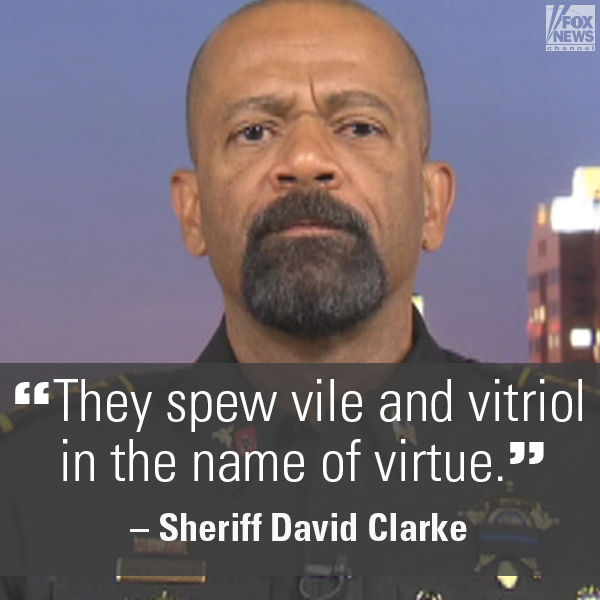 FOX
NEWS
channel
“They spew vile and vitriol
in the name of virtue.”
– Sheriff David Clarke